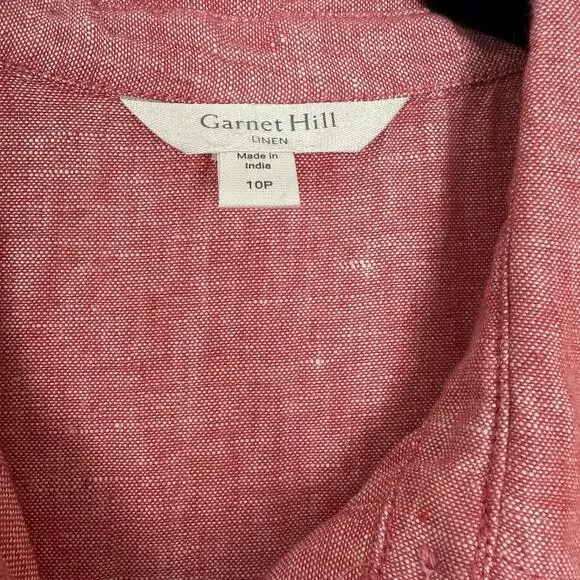 Garnet Hill
LINEN
Made in
India
10P